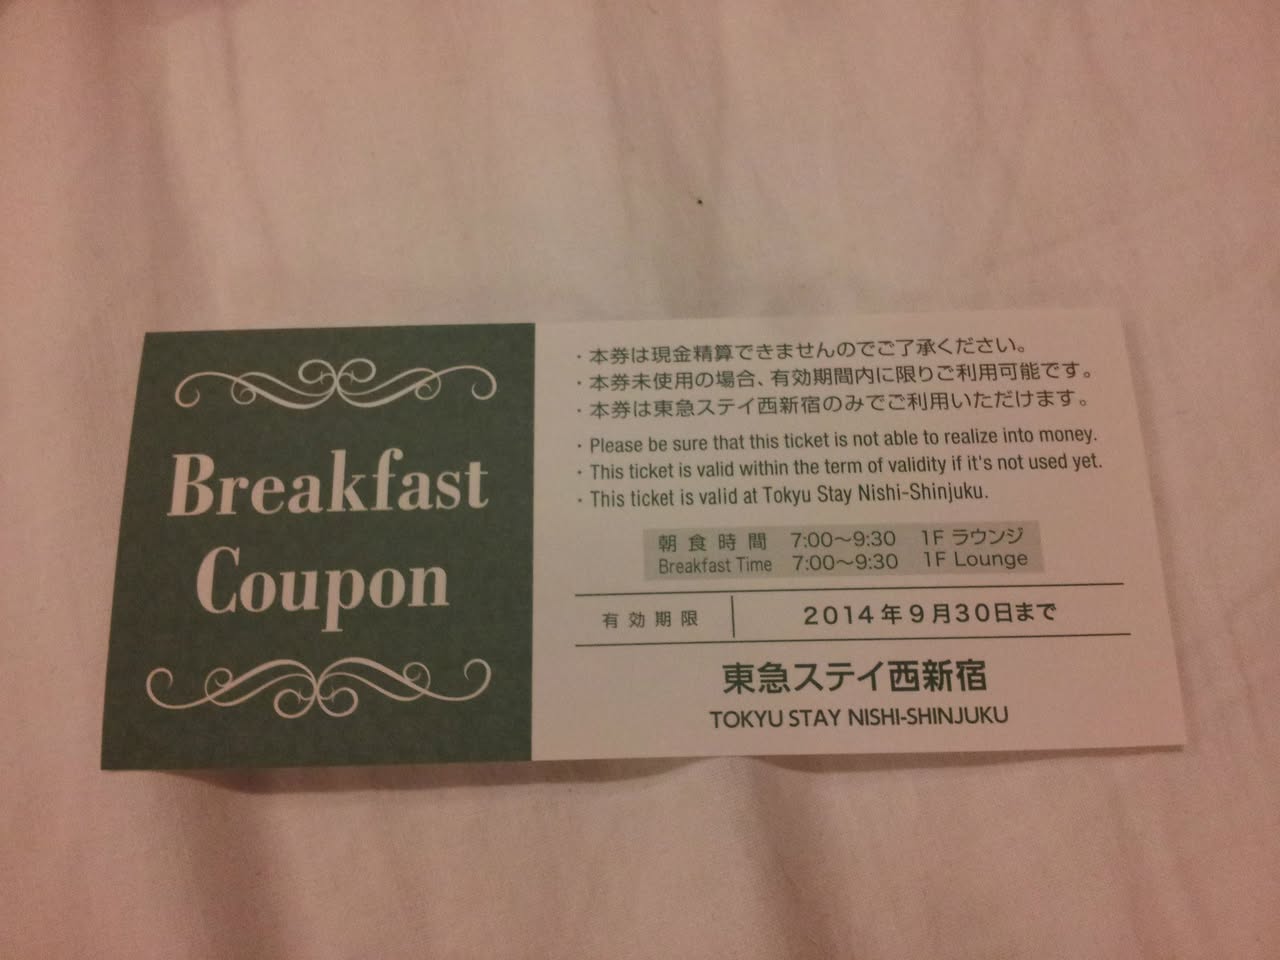 Breakfast
Coupon
・本券は現金精算できませんのでご了承ください。
・本券未使用の場合、有効期間内に限りご利用可能です。
・本券は東急ステイ西新宿のみでご利用いただけます。
・Please be sure that this ticket is not able to realize into money.
・This ticket is valid within the term of validity if it's not used yet.
・This ticket is valid at Tokyu Stay Nishi-Shinjuku.
朝食時間 7:00〜9:30 1F ラウンジ
Breakfast Time 7:00〜9:30 1F Lounge
有効期限 2014年9月30日まで
東急ステイ西新宿
TOKYU STAY NISHI-SHINJUKU